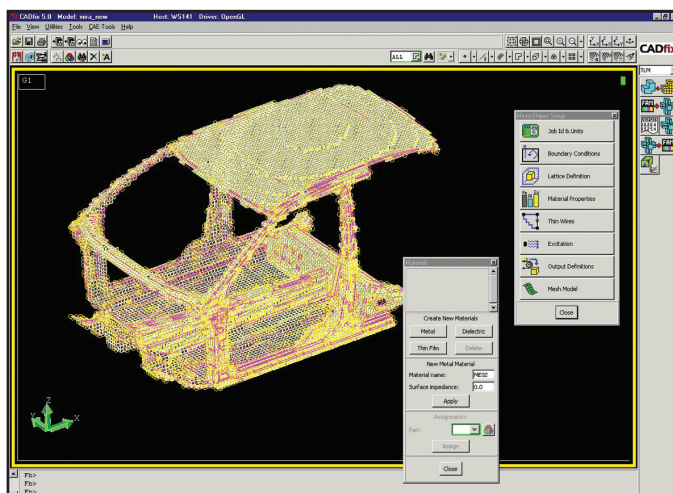 CADfix 5.0 Model: mira_new Host: WS141 Driver: OpenGL
File View Utilities Tools CAE-Tools Help
ALL
CADfix
TLM
G1
FAM
FAM
Job Id & Units
Boundary Conditions
Lattice Definition
Material Properties
Thin Wires
Excitation
Output Definitions
Mesh Model
Close
Materials
Create New Materials
Metal Dielectric
Thin Film Delete
New Metal Material
Material name: ME02
Surface impedance: 0.0
Apply
Assignments:
Part:
Assign
Close
Z
Y X
Fb>
Fb>
Fb>